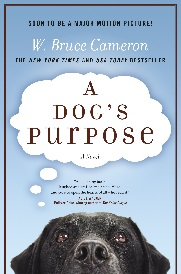 SOON TO BE A MAJOR MOTION PICTURE!
W. Bruce Cameron
THE NEW YORK TIMES AND USA TODAY BESTSELLER
A
DOG'S
PURPOSE
A Novel